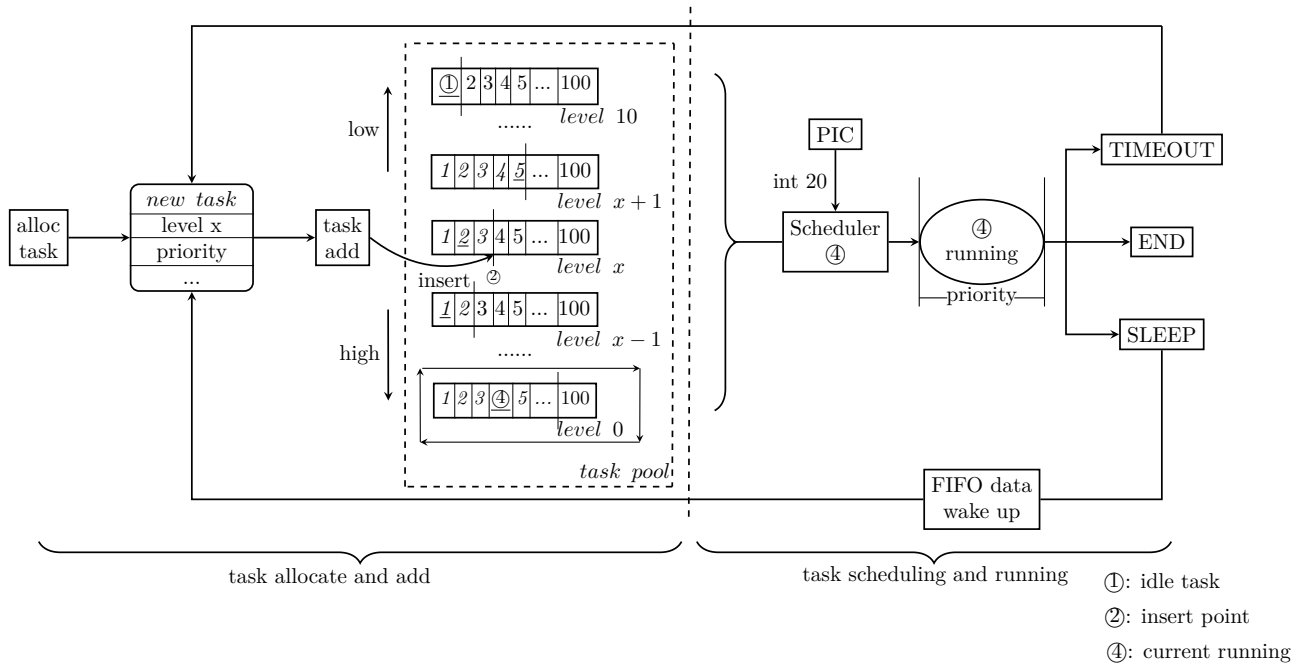 alloc
task
new task
level x
priority
...
task
add
low
high
① 2 3 4 5 ... 100
level 10
......
1 2 3 4 5 ... 100
level x + 1
1 2 3 4 5 ... 100
level x
insert ②
1 2 3 4 5 ... 100
level x − 1
......
1 2 3 ④ 5 ... 100
level 0
task pool
PIC
int 20
Scheduler
④
④
running
priority
TIMEOUT
END
SLEEP
FIFO data
wake up
task allocate and add
task scheduling and running
①: idle task
②: insert point
④: current running